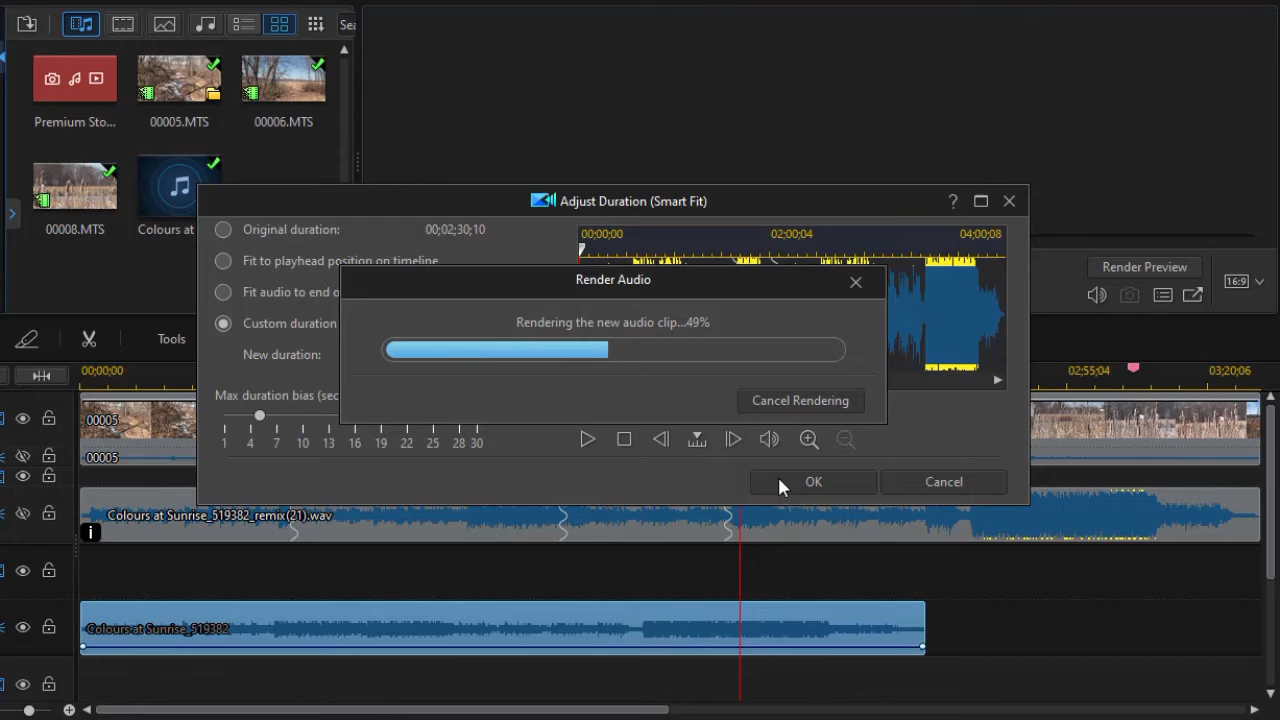 Sea
Premium Sto...
00005.MTS
00006.MTS
00008.MTS
Colours at
Adjust Duration (Smart Fit)
?
Original duration:
00;02;30;10
Fit to playhead position on timeline
Fit audio to end o
Custom duration
New duration:
Max duration bias (sec
1 4 7 10 13 16 19 22 25 28 30
00;00;00
02;00;04
04;00;08
Render Audio
Rendering the new audio clip...49%
Cancel Rendering
OK
Cancel
Render Preview
16:9
Tools
00;00;00
02;55;04
03;20;06
00005
00005
Colours at Sunrise_519382_remix(21).wav
i
Colours at Sunrise_519382